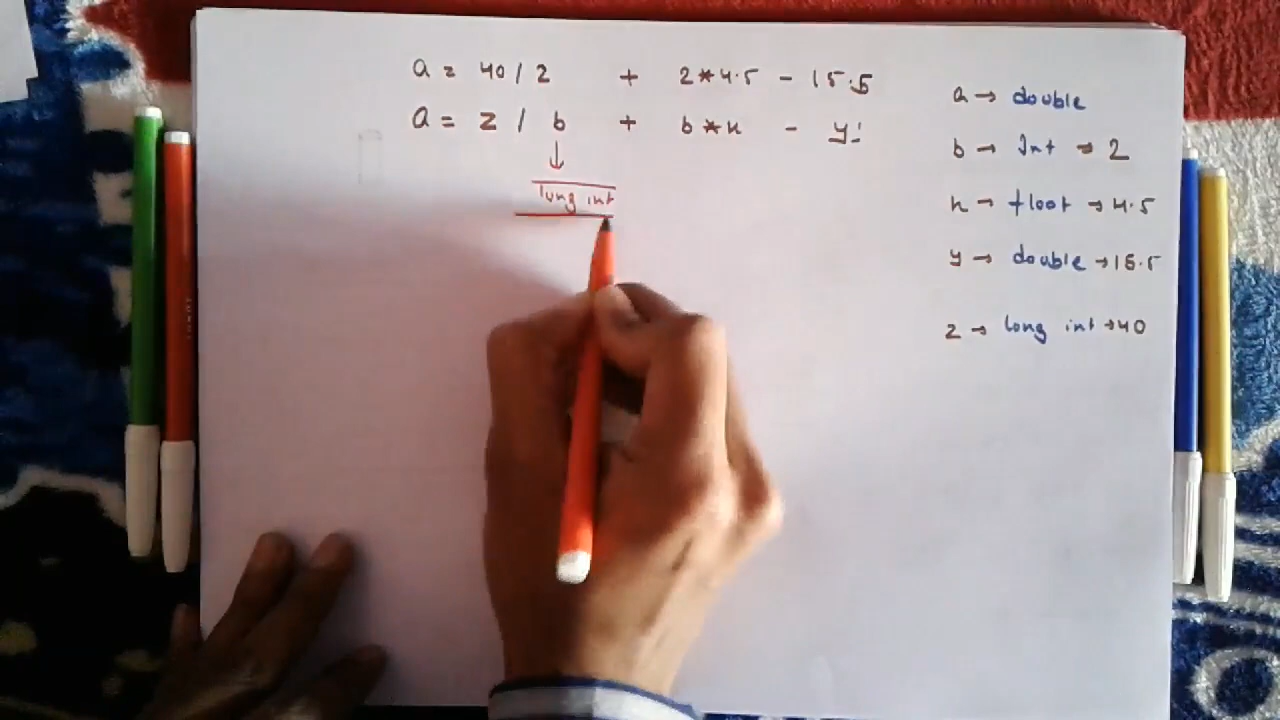 a = 40 / 2 + 2*4.5 - 15.5
a = z / b + b*x - y;
long int
a → double
b → Int → 2
x → float → 4.5
y → double → 15.5
z → long int → 40